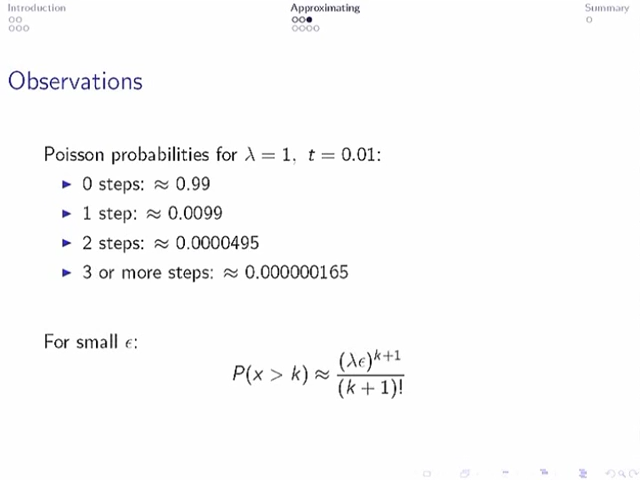 Introduction Approximating Summary
Observations
Poisson probabilities for λ = 1, t = 0.01:
0 steps: ≈ 0.99
1 step: ≈ 0.0099
2 steps: ≈ 0.0000495
3 or more steps: ≈ 0.000000165
For small ϵ:
P(x > k) ≈ (λϵ)^{k+1} / (k + 1)!